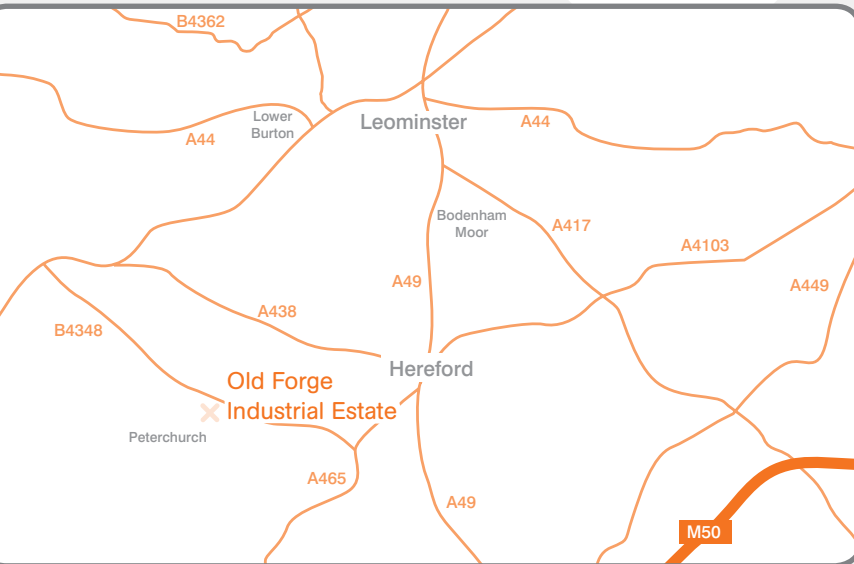 B4362
Lower
Burton
A44
Leominster
A44
Bodenham
Moor
A417
A4103
A49
A449
A438
B4348
Hereford
Old Forge
Industrial Estate
Peterchurch
A465
A49
M50